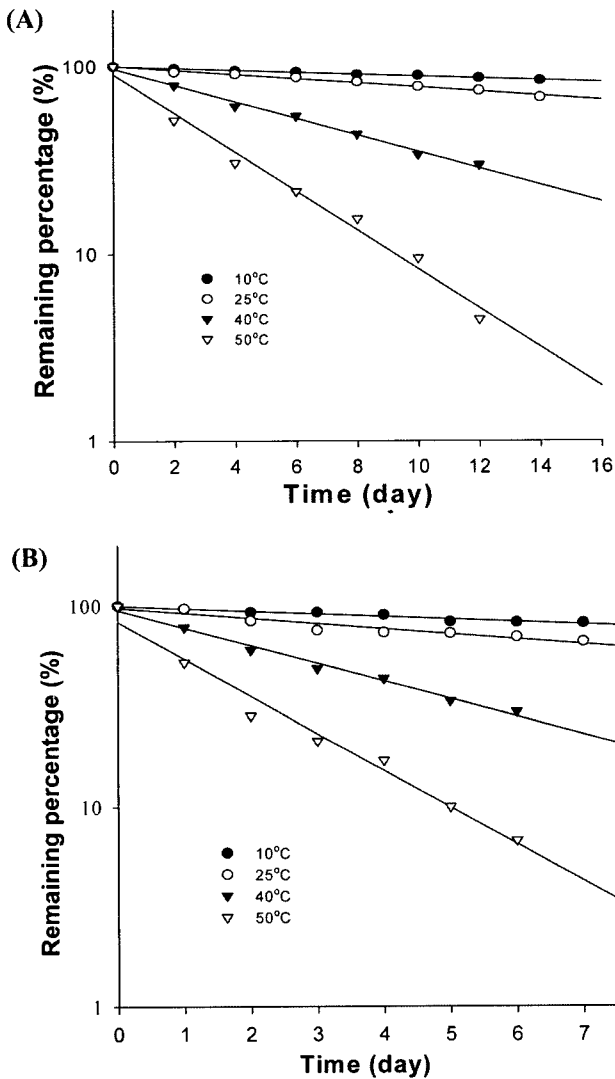 (A)
Remaining percentage (%)
100
10
1
10°C
25°C
40°C
50°C
0 2 4 6 8 10 12 14 16
Time (day)
(B)
Remaining percentage (%)
100
10
1
10°C
25°C
40°C
50°C
0 1 2 3 4 5 6 7
Time (day)